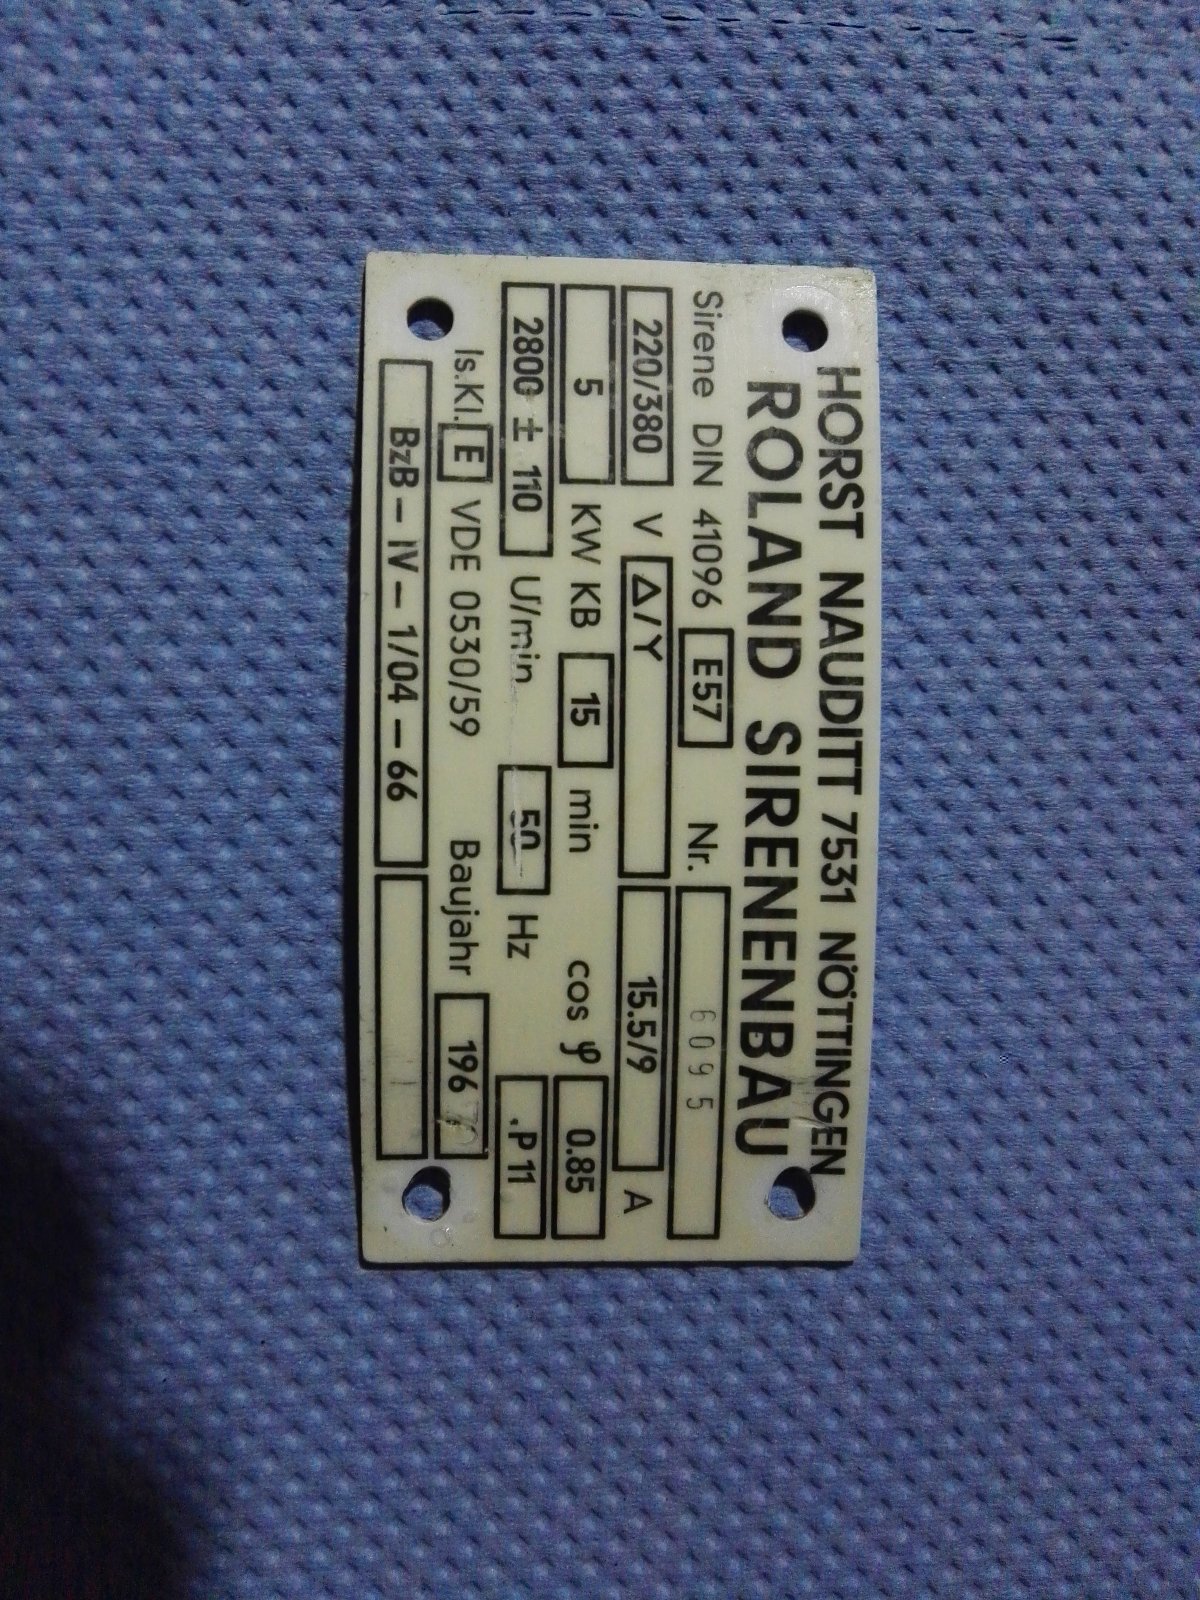 HORST NAUDITT 7531 NÖTTINGEN
ROLAND SIRENENBAU
Sirene DIN 41096 E57 Nr. 6095
220/380 V Δ/Y 15.5/9 A
5 KW KB 15 min cos φ 0.85
2800 ± 110 U/min 50 Hz .P 11
Is.Kl. E VDE 0530/59 Baujahr 196
BzB – IV – 1/04 – 66